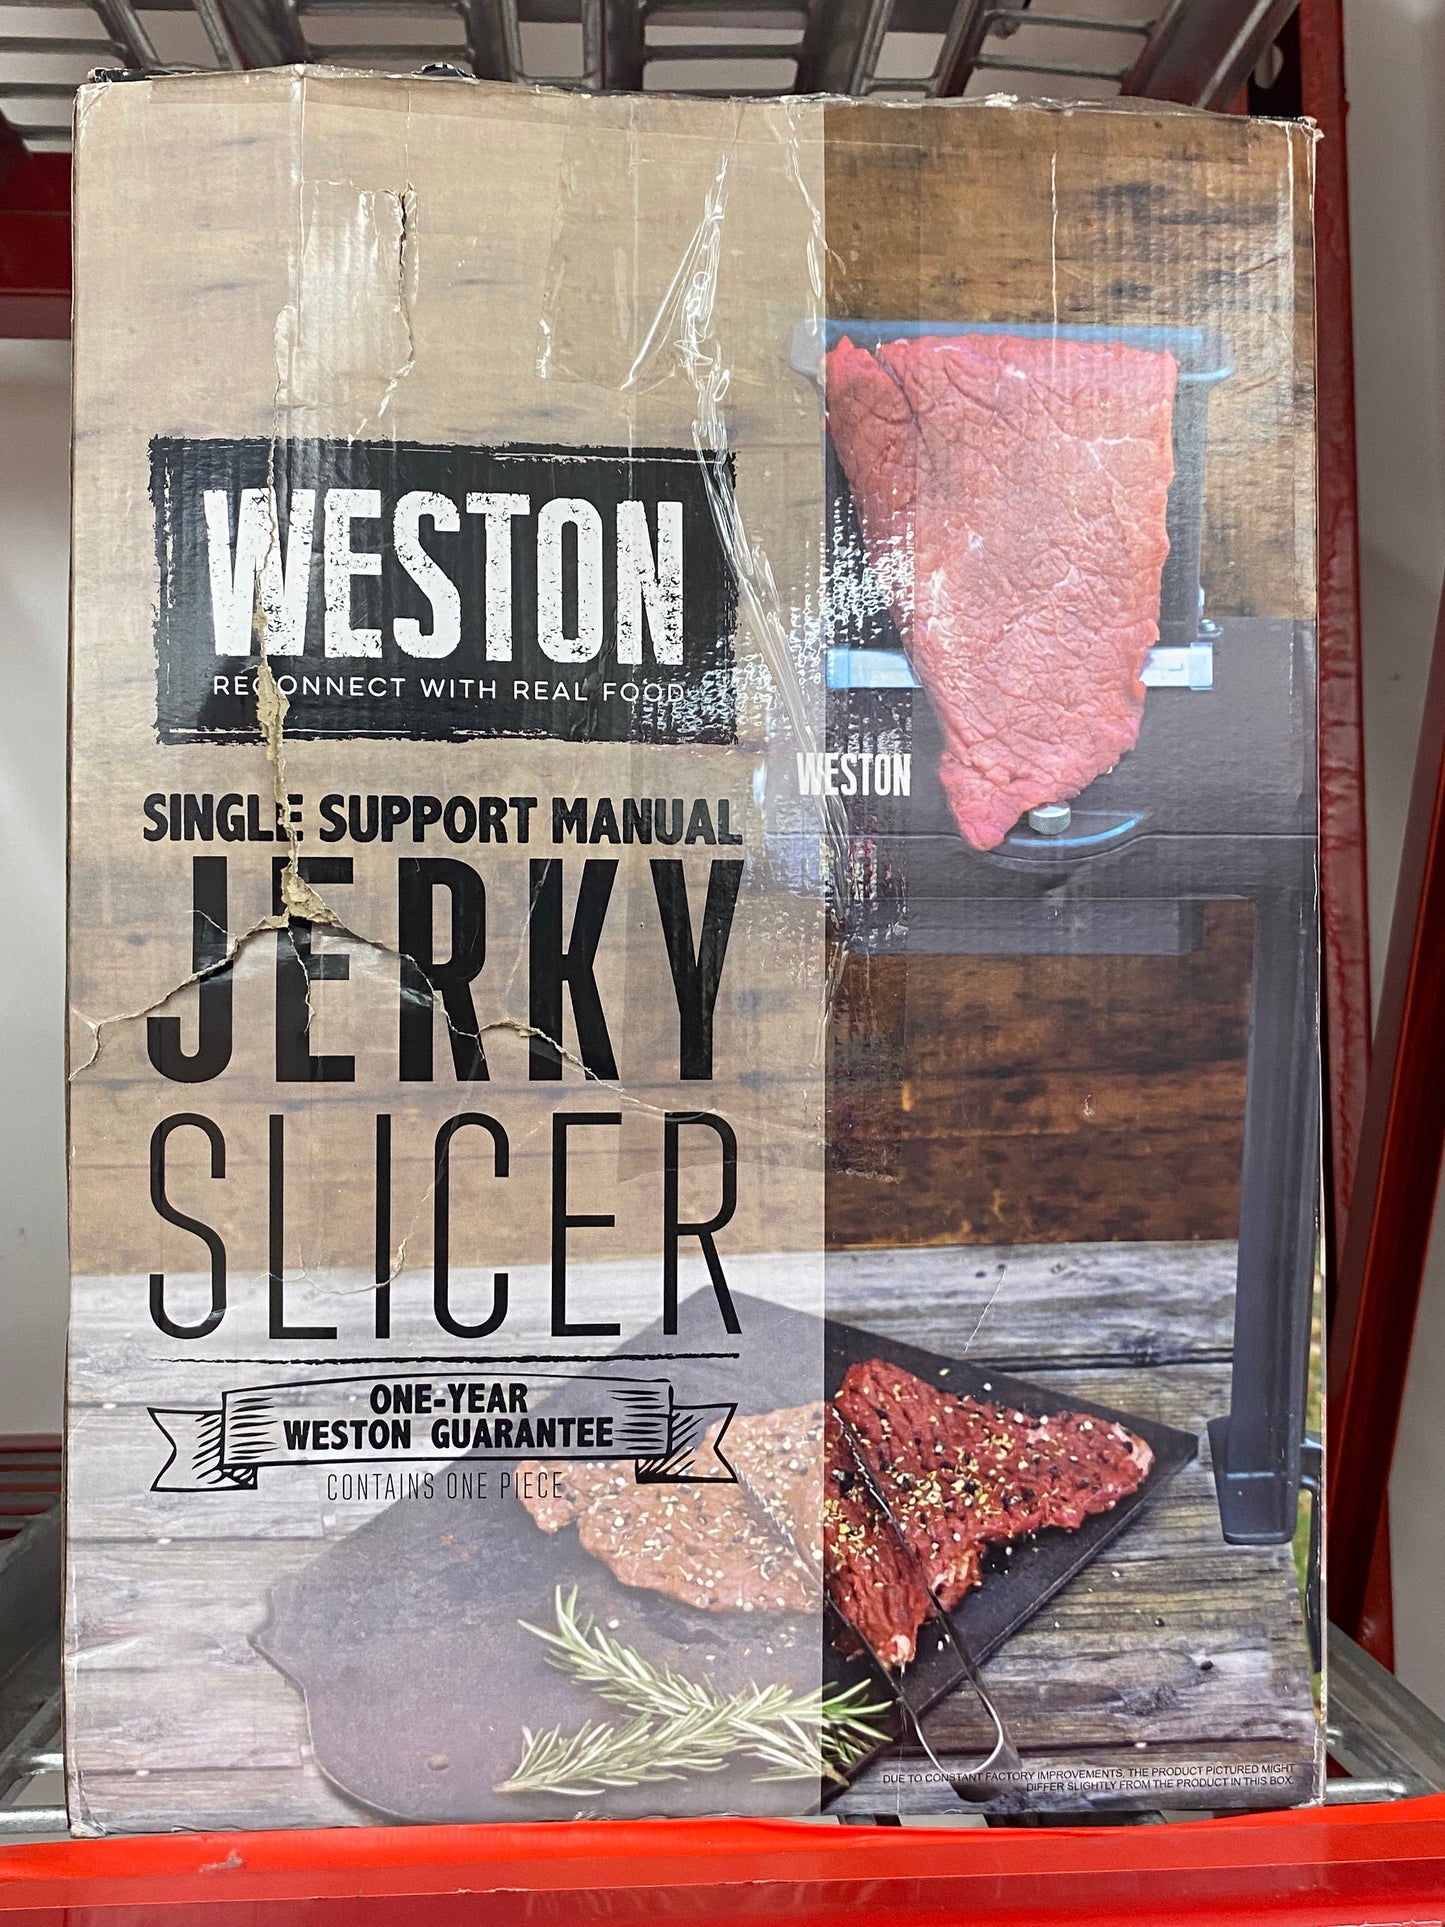 WESTON
RECONNECT WITH REAL FOOD
SINGLE SUPPORT MANUAL
JERKY
SLICER
ONE-YEAR
WESTON GUARANTEE
CONTAINS ONE PIECE
WESTON
DUE TO CONSTANT FACTORY IMPROVEMENTS, THE PRODUCT PICTURED MIGHT
DIFFER SLIGHTLY FROM THE PRODUCT IN THIS BOX.